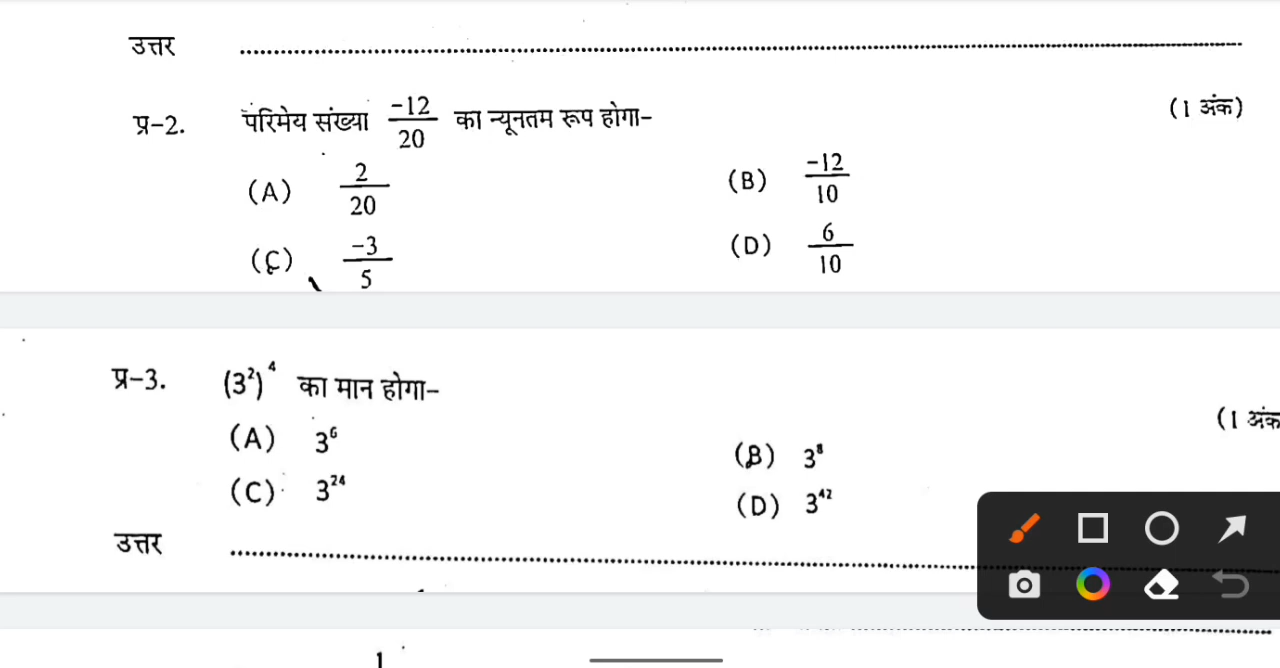 उत्तर ........................................................................
प्र-2. परिमेय संख्या -12/20 का न्यूनतम रूप होगा- (1 अंक)
(A) 2/20 (B) -12/10
(C) -3/5 (D) 6/10
प्र-3. (3²)⁴ का मान होगा- (1 अंक
(A) 3⁶ (B) 3⁸
(C) 3²⁴ (D) 3⁴²
उत्तर ........................................................................
1